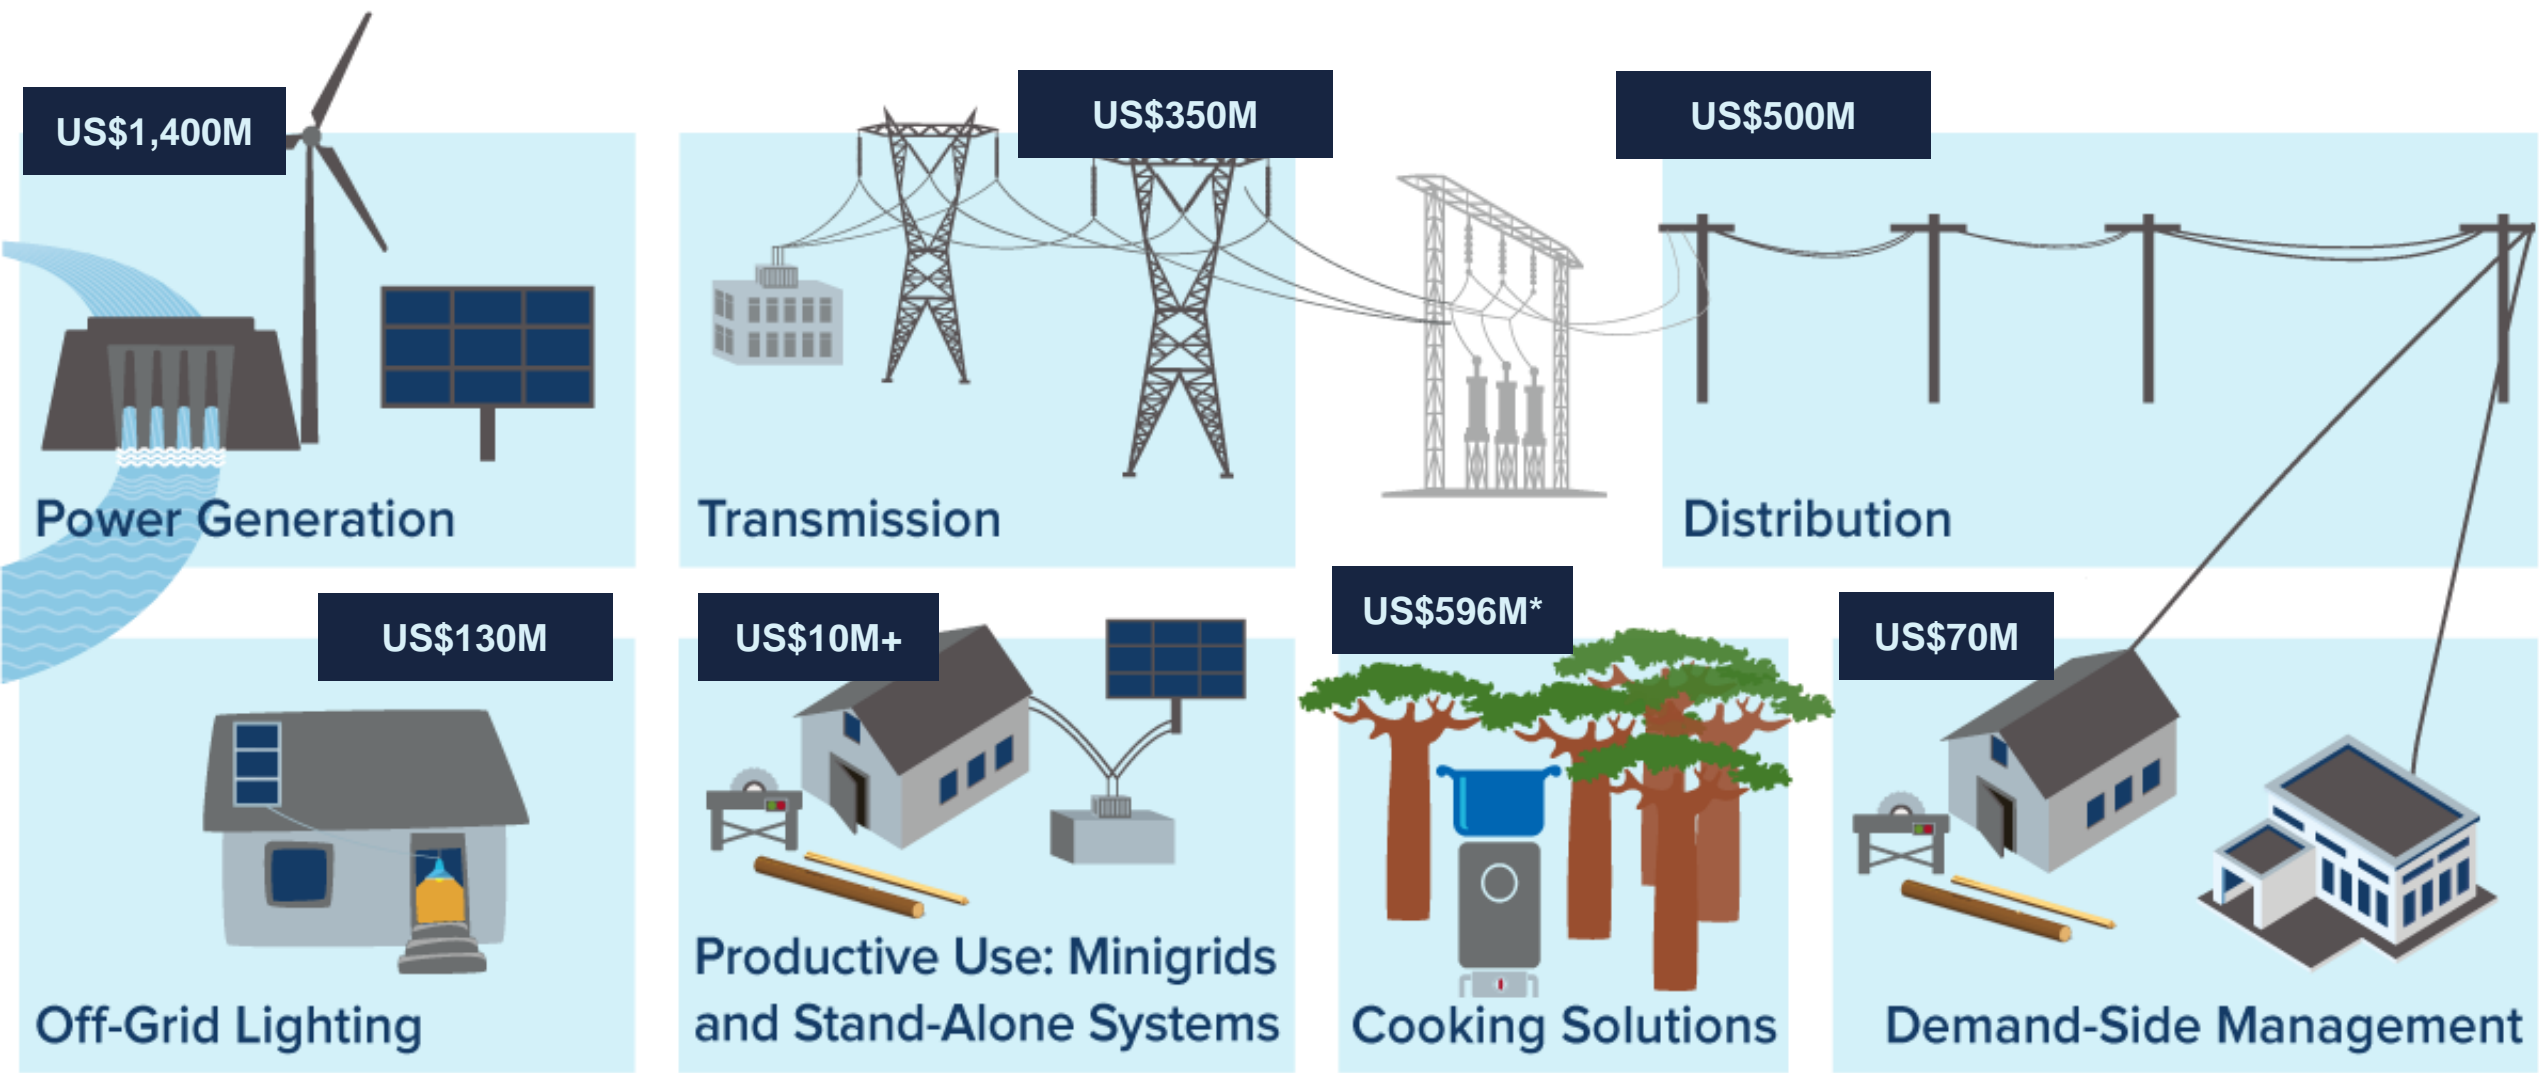 US$1,400M
US$350M
US$500M
Power Generation
Transmission
Distribution
US$130M
US$10M+
US$596M*
US$70M
Off-Grid Lighting
Productive Use: Minigrids
and Stand-Alone Systems
Cooking Solutions
Demand-Side Management